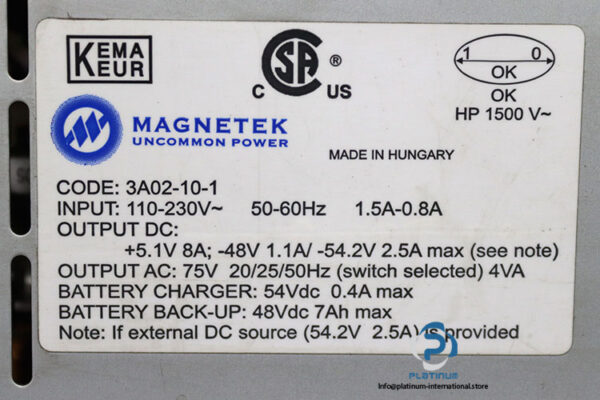 KEMA
KEUR
CSA ®
C US
1 0
OK
OK
HP 1500 V~
MAGNETEK
UNCOMMON POWER
MADE IN HUNGARY
CODE: 3A02-10-1
INPUT: 110-230V~ 50-60Hz 1.5A-0.8A
OUTPUT DC:
+5.1V 8A; -48V 1.1A/ -54.2V 2.5A max (see note)
OUTPUT AC: 75V 20/25/50Hz (switch selected) 4VA
BATTERY CHARGER: 54Vdc 0.4A max
BATTERY BACK-UP: 48Vdc 7Ah max
Note: If external DC source (54.2V 2.5A) is provided
PLATINUM
Info@platinum-international.store